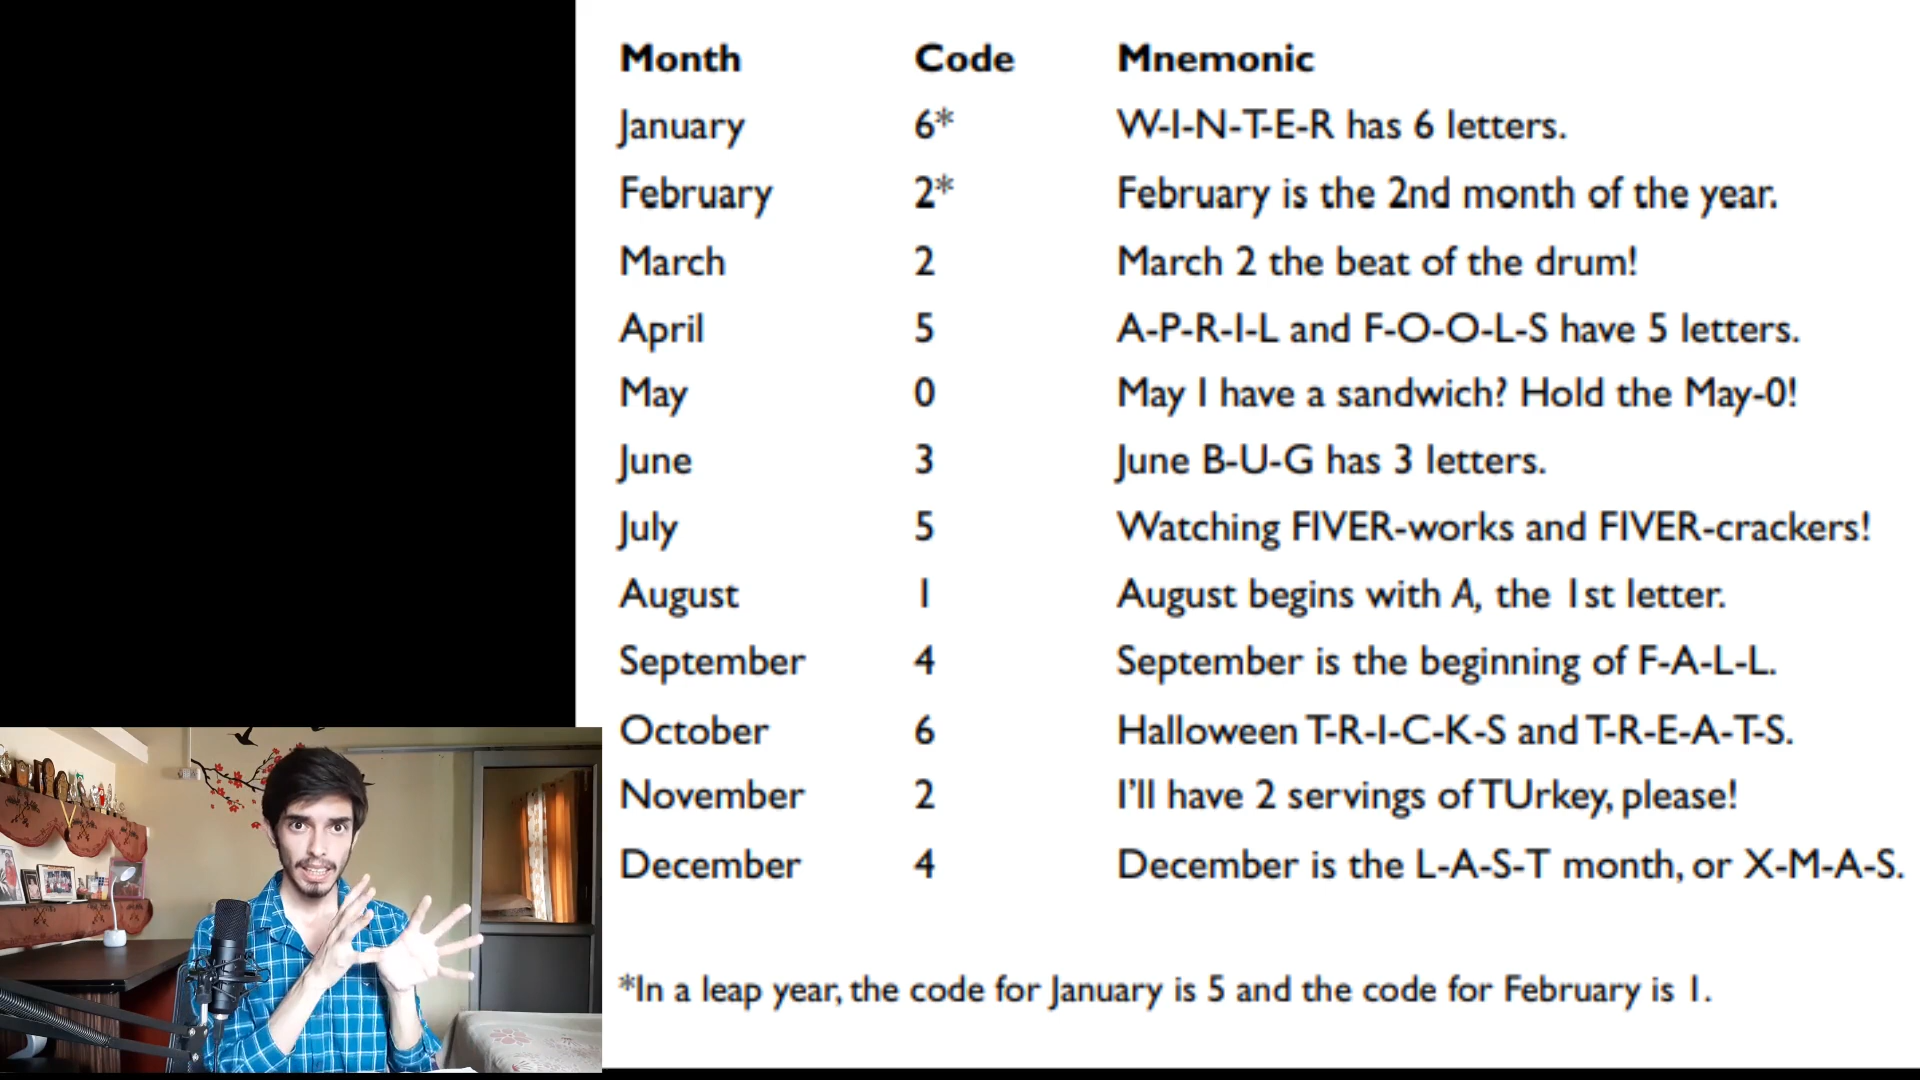 Month Code Mnemonic
January 6* W-I-N-T-E-R has 6 letters.
February 2* February is the 2nd month of the year.
March 2 March 2 the beat of the drum!
April 5 A-P-R-I-L and F-O-O-L-S have 5 letters.
May 0 May I have a sandwich? Hold the May-0!
June 3 June B-U-G has 3 letters.
July 5 Watching FIVER-works and FIVER-crackers!
August 1 August begins with A, the 1st letter.
September 4 September is the beginning of F-A-L-L.
October 6 Halloween T-R-I-C-K-S and T-R-E-A-T-S.
November 2 I'll have 2 servings of TUrkey, please!
December 4 December is the L-A-S-T month, or X-M-A-S.
*In a leap year, the code for January is 5 and the code for February is 1.